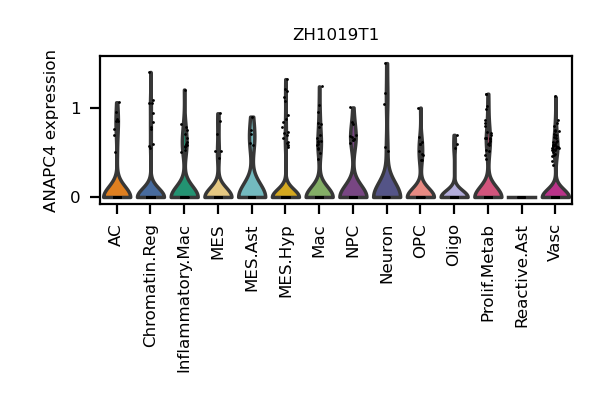 ZH1019T1
ANAPC4 expression
1
0
AC
Chromatin.Reg
Inflammatory.Mac
MES
MES.Ast
MES.Hyp
Mac
NPC
Neuron
OPC
Oligo
Prolif.Metab
Reactive.Ast
Vasc